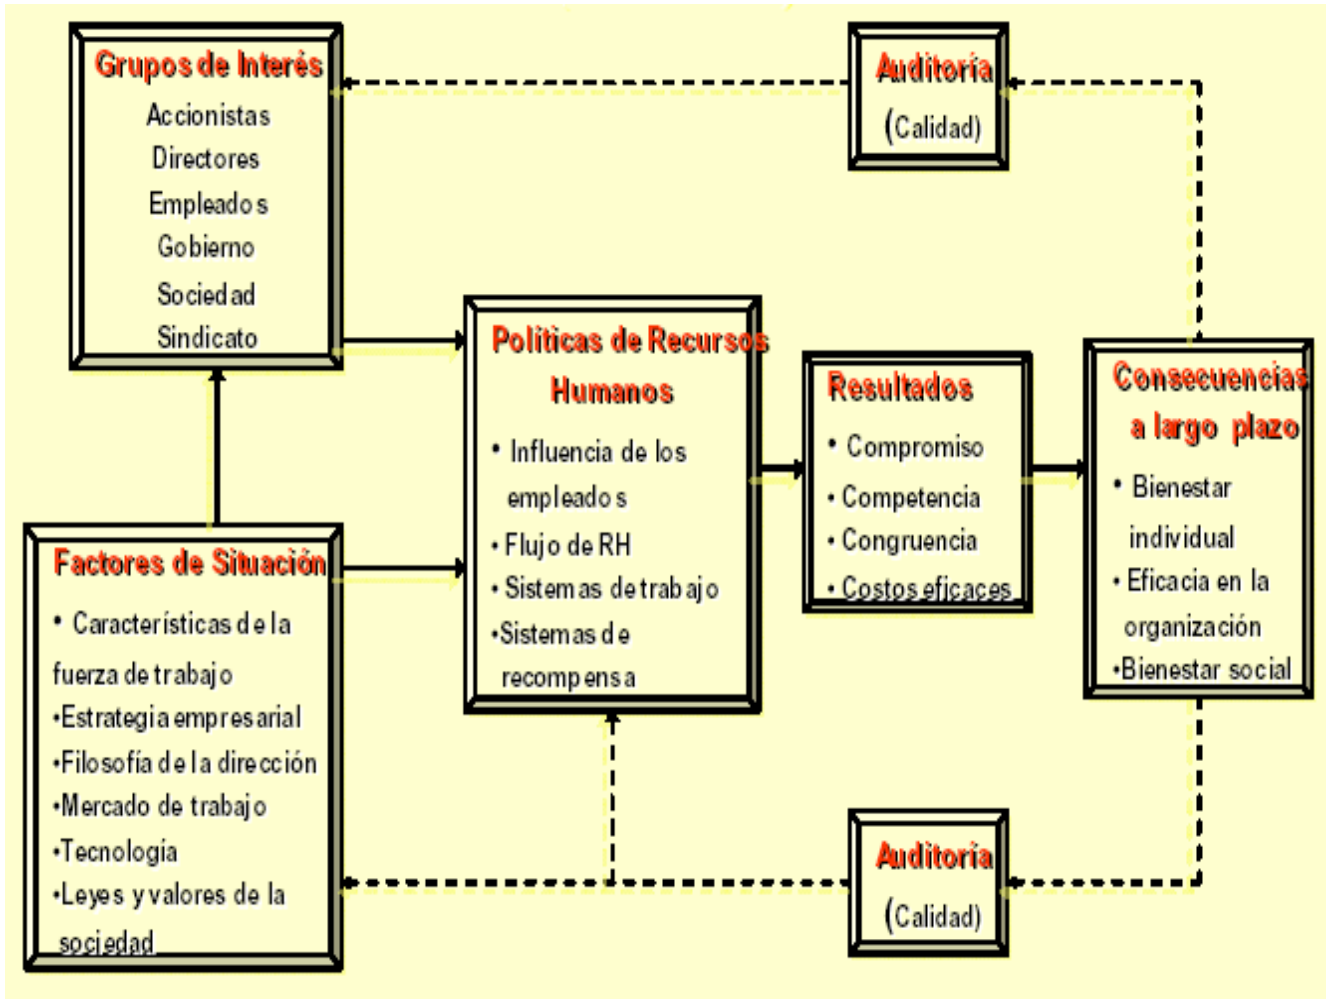 Grupos de Interés
Accionistas
Directores
Empleados
Gobierno
Sociedad
Sindicato
Auditoría
(Calidad)
Políticas de Recursos
Humanos
• Influencia de los
empleados
• Flujo de RH
• Sistemas de trabajo
•Sistemas de
recompensa
Resultados
• Compromiso
• Competencia
• Congruencia
• Costos eficaces
Consecuencias
a largo plazo
• Bienestar
individual
• Eficacia en la
organización
•Bienestar social
Factores de Situación
• Características de la
fuerza de trabajo
•Estrategia empresarial
•Filosofía de la dirección
•Mercado de trabajo
•Tecnología
•Leyes y valores de la
sociedad
Auditoría
(Calidad)